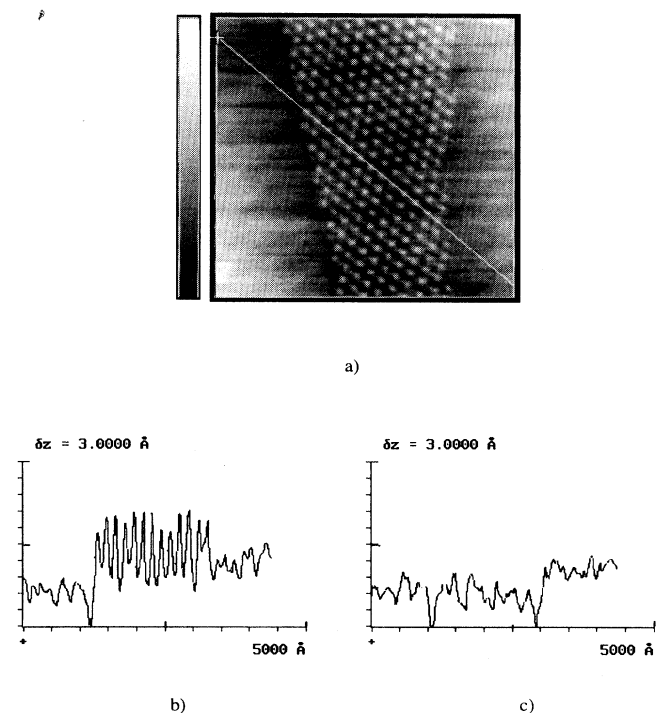 a)
δz = 3.0000 Å
δz = 3.0000 Å
5000 Å
5000 Å
b)
c)